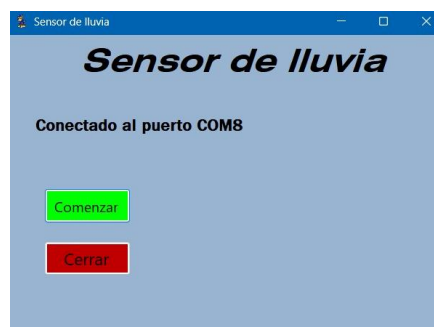 Sensor de lluvia
Sensor de lluvia
Conectado al puerto COM8
Comenzar
Cerrar